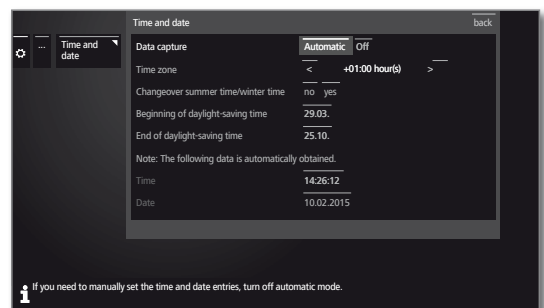 Time and date
back
...
Time and
date
Data capture
Automatic Off
Time zone
< +01:00 hour(s) >
Changeover summer time/winter time
no yes
Beginning of daylight-saving time
29.03.
End of daylight-saving time
25.10.
Note: The following data is automatically obtained.
Time
14:26:12
Date
10.02.2015
If you need to manually set the time and date entries, turn off automatic mode.